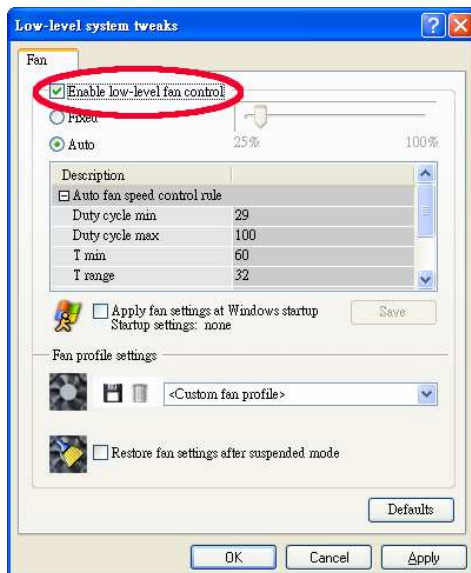 Low-level system tweaks
Fan
Enable low-level fan control
Fixed
Auto
25%
100%
Description
Auto fan speed control rule
Duty cycle min 29
Duty cycle max 100
T min 60
T range 32
Apply fan settings at Windows startup
Startup settings: none
Save
Fan profile settings
<Custom fan profile>
Restore fan settings after suspended mode
Defaults
OK Cancel Apply